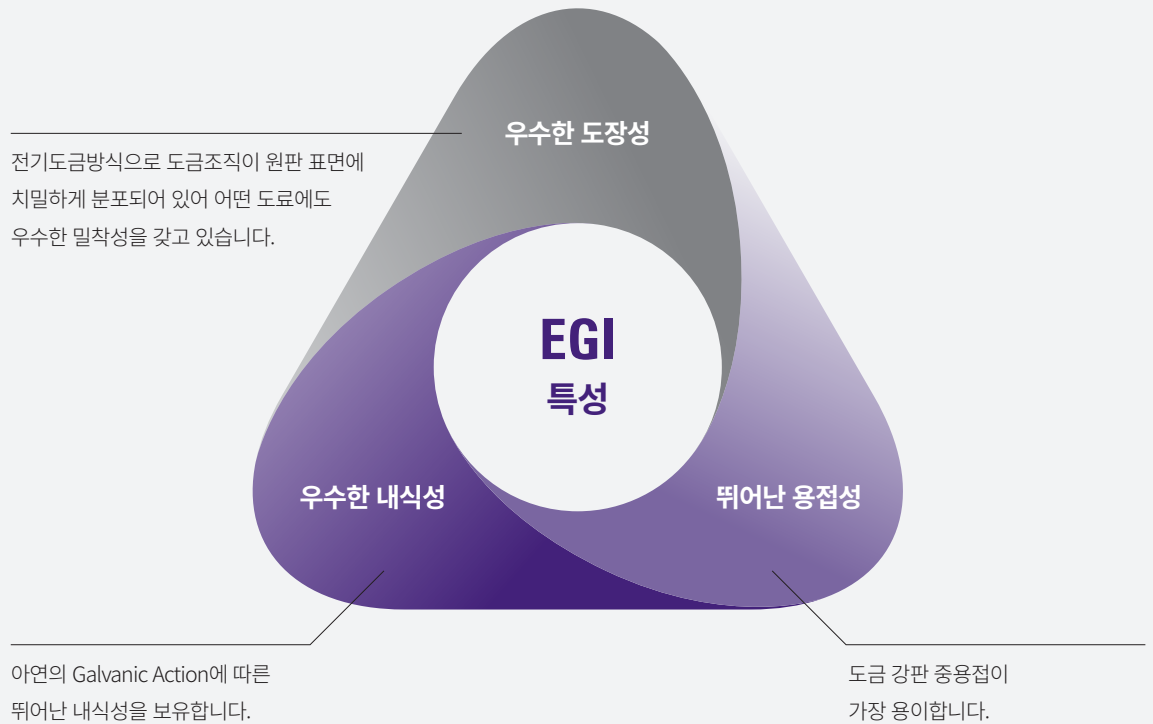 우수한 도장성
전기도금방식으로 도금조직이 원판 표면에
치밀하게 분포되어 있어 어떤 도료에도
우수한 밀착성을 갖고 있습니다.
EGI
특성
우수한 내식성
뛰어난 용접성
아연의 Galvanic Action에 따른
뛰어난 내식성을 보유합니다.
도금 강판 중용접이
가장 용이합니다.